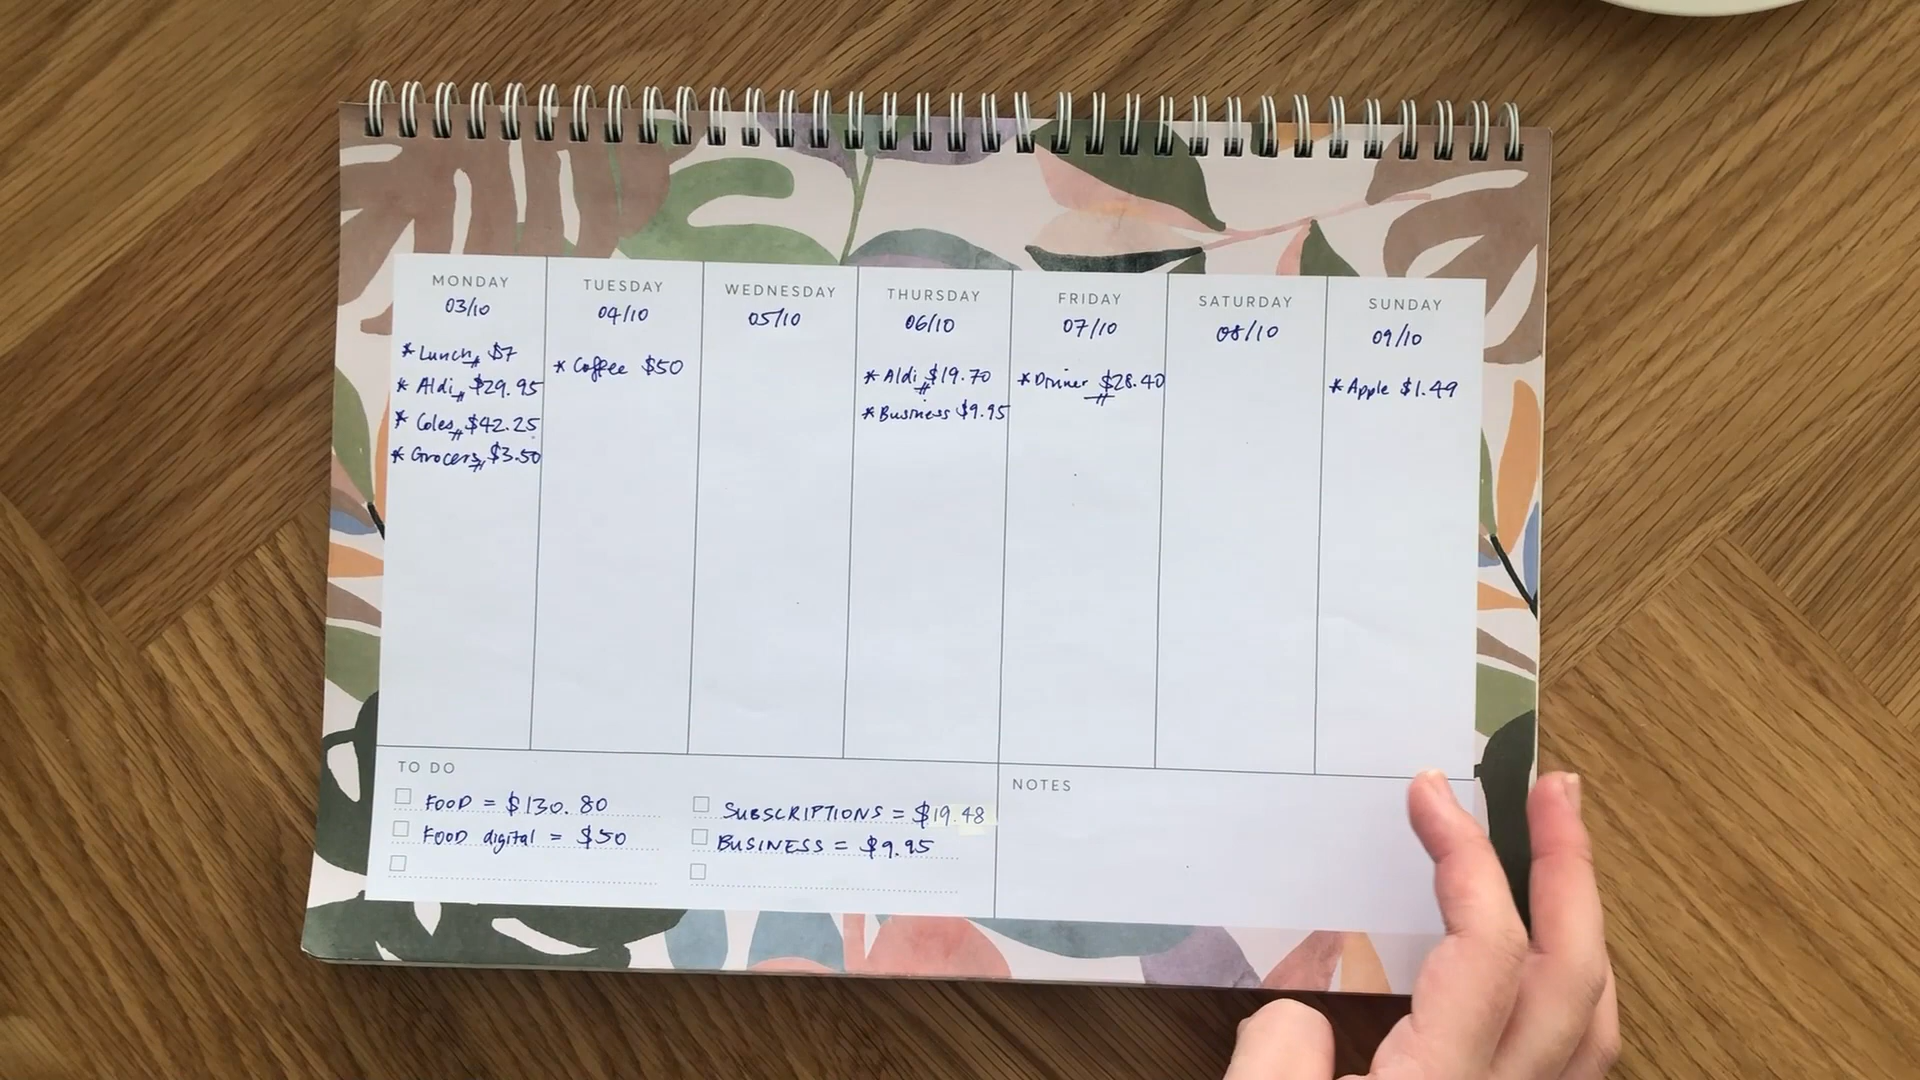 MONDAY
03/10
* Lunch $7
* Aldi $29.95
* Coles $42.25
* Grocers $3.50
TUESDAY
04/10
* Coffee $50
WEDNESDAY
05/10
THURSDAY
06/10
* Aldi $19.70
* Business $9.95
FRIDAY
07/10
* Dinner $28.40
SATURDAY
08/10
SUNDAY
09/10
* Apple $1.49
TO DO
FOOD = $130.80
FOOD digital = $50
SUBSCRIPTIONS = $19.48
BUSINESS = $9.95
NOTES